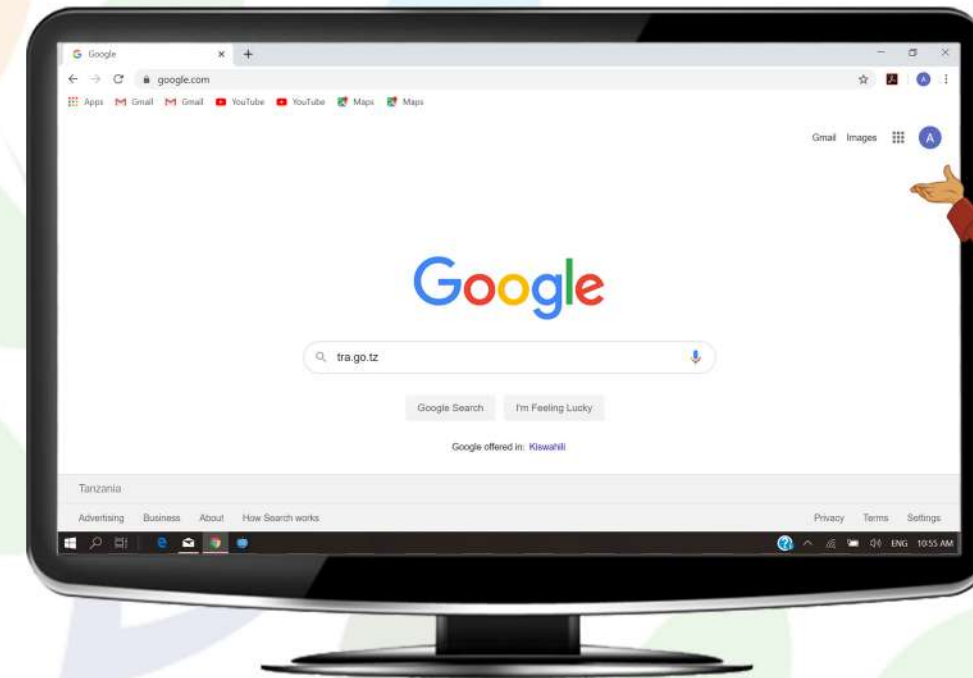 Google
google.com
Apps Gmail Gmail YouTube YouTube Maps Maps
Gmail Images A
Google
tra.go.tz
Google Search I'm Feeling Lucky
Google offered in: Kiswahili
Tanzania
Advertising Business About How Search works Privacy Terms Settings
ENG 10:55 AM